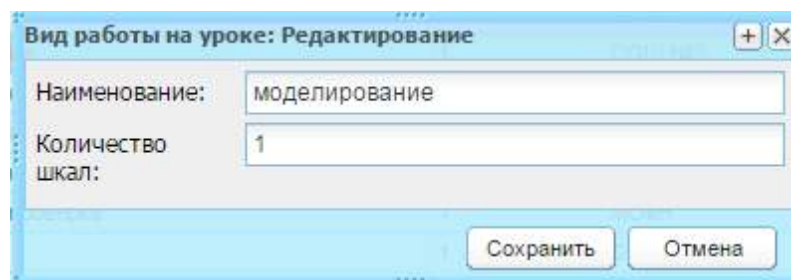 Вид работы на уроке: Редактирование
Наименование: моделирование
Количество 1
шкал:
Сохранить Отмена